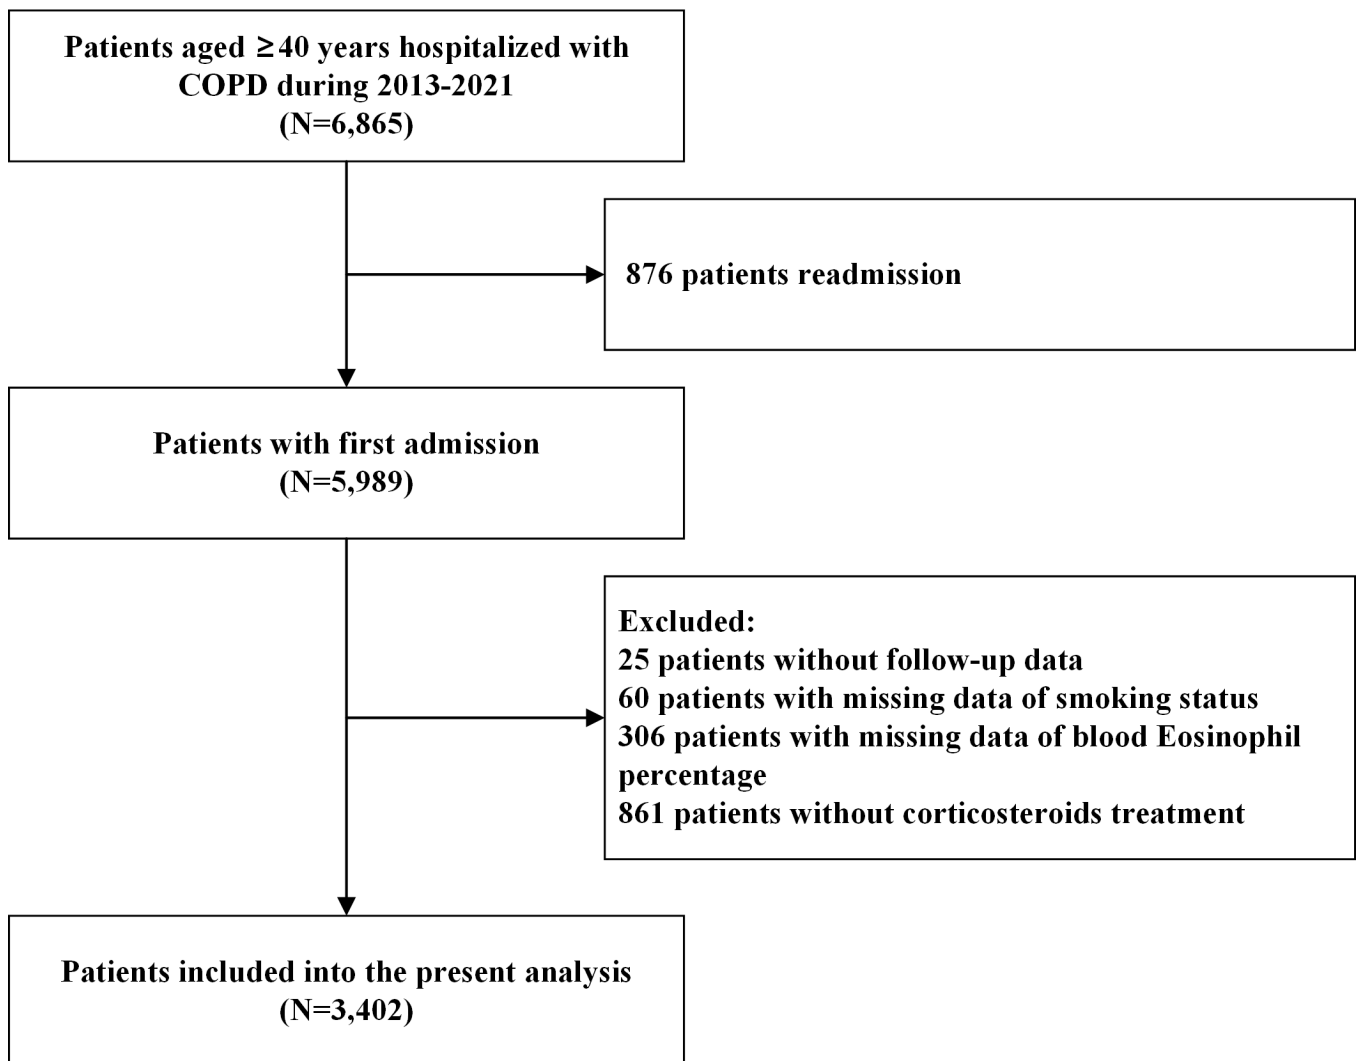 Patients aged ≥40 years hospitalized with
COPD during 2013-2021
(N=6,865)
876 patients readmission
Patients with first admission
(N=5,989)
Excluded:
25 patients without follow-up data
60 patients with missing data of smoking status
306 patients with missing data of blood Eosinophil
percentage
861 patients without corticosteroids treatment
Patients included into the present analysis
(N=3,402)